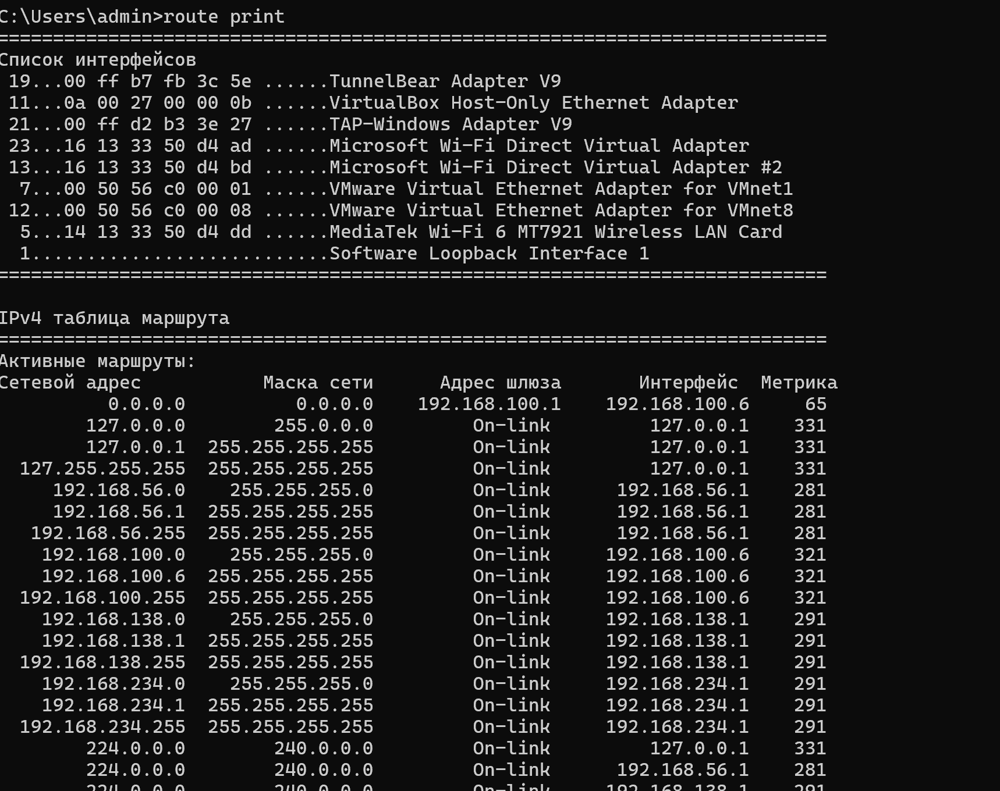 C:\Users\admin>route print
===========================================================================
Список интерфейсов
 19...00 ff b7 fb 3c 5e ......TunnelBear Adapter V9
 11...0a 00 27 00 00 0b ......VirtualBox Host-Only Ethernet Adapter
 21...00 ff d2 b3 3e 27 ......TAP-Windows Adapter V9
 23...16 13 33 50 d4 ad ......Microsoft Wi-Fi Direct Virtual Adapter
 13...16 13 33 50 d4 bd ......Microsoft Wi-Fi Direct Virtual Adapter #2
  7...00 50 56 c0 00 01 ......VMware Virtual Ethernet Adapter for VMnet1
 12...00 50 56 c0 00 08 ......VMware Virtual Ethernet Adapter for VMnet8
  5...14 13 33 50 d4 dd ......MediaTek Wi-Fi 6 MT7921 Wireless LAN Card
  1...........................Software Loopback Interface 1
===========================================================================
IPv4 таблица маршрута
===========================================================================
Активные маршруты:
Сетевой адрес           Маска сети      Адрес шлюза       Интерфейс  Метрика
          0.0.0.0          0.0.0.0    192.168.100.1    192.168.100.6     65
        127.0.0.0        255.0.0.0         On-link         127.0.0.1    331
        127.0.0.1  255.255.255.255         On-link         127.0.0.1    331
  127.255.255.255  255.255.255.255         On-link         127.0.0.1    331
     192.168.56.0    255.255.255.0         On-link      192.168.56.1    281
     192.168.56.1  255.255.255.255         On-link      192.168.56.1    281
   192.168.56.255  255.255.255.255         On-link      192.168.56.1    281
    192.168.100.0    255.255.255.0         On-link     192.168.100.6    321
    192.168.100.6  255.255.255.255         On-link     192.168.100.6    321
  192.168.100.255  255.255.255.255         On-link     192.168.100.6    321
    192.168.138.0    255.255.255.0         On-link     192.168.138.1    291
    192.168.138.1  255.255.255.255         On-link     192.168.138.1    291
  192.168.138.255  255.255.255.255         On-link     192.168.138.1    291
    192.168.234.0    255.255.255.0         On-link     192.168.234.1    291
    192.168.234.1  255.255.255.255         On-link     192.168.234.1    291
  192.168.234.255  255.255.255.255         On-link     192.168.234.1    291
        224.0.0.0        240.0.0.0         On-link         127.0.0.1    331
        224.0.0.0        240.0.0.0         On-link      192.168.56.1    281
        224.0.0.0        240.0.0.0         On-link     192.168.138.1    291